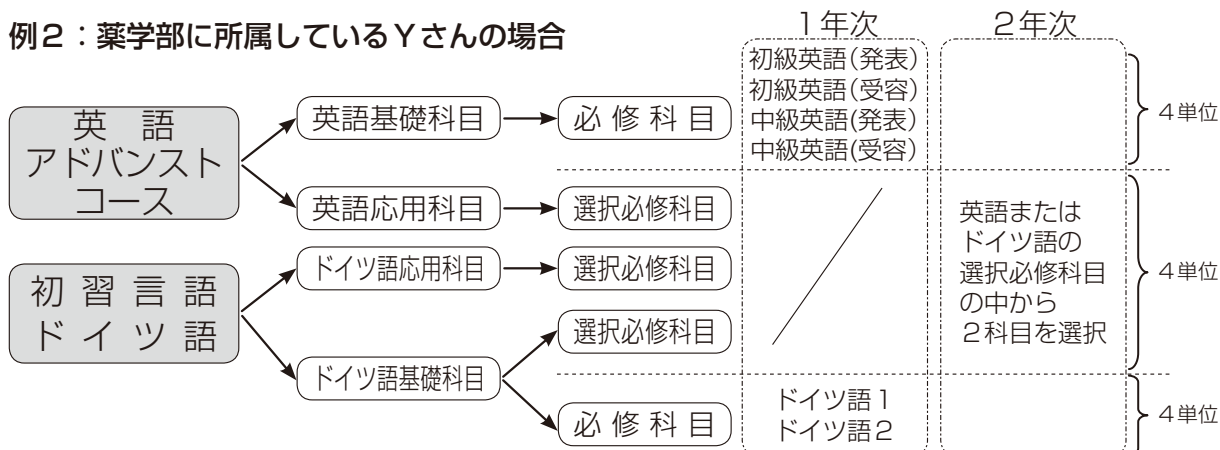 例２：薬学部に所属しているＹさんの場合
１年次
２年次
英語
アドバンスト
コース
英語基礎科目
必修科目
初級英語(発表)
初級英語(受容)
中級英語(発表)
中級英語(受容)
４単位
英語応用科目
選択必修科目
初習言語
ドイツ語
ドイツ語応用科目
選択必修科目
選択必修科目
英語または
ドイツ語の
選択必修科目
の中から
２科目を選択
４単位
ドイツ語基礎科目
必修科目
ドイツ語１
ドイツ語２
４単位